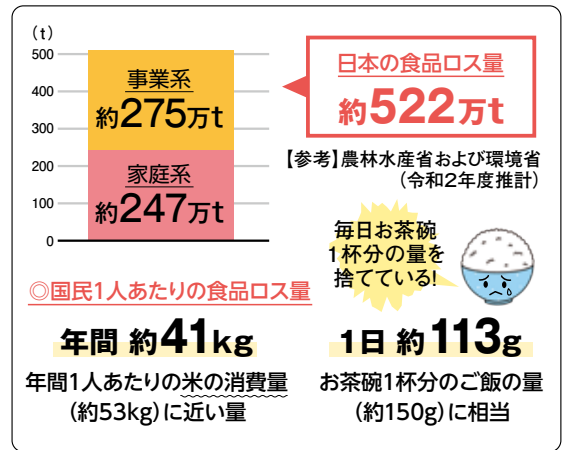 (t)
500
400
300
200
100
0
事業系
約275万t
家庭系
約247万t
日本の食品ロス量
約522万t
【参考】農林水産省および環境省
(令和2年度推計)
毎日お茶碗
1杯分の量を
捨てている!
◎国民1人あたりの食品ロス量
年間 約41kg
年間1人あたりの米の消費量
(約53kg)に近い量
1日 約113g
お茶碗1杯分のご飯の量
(約150g)に相当